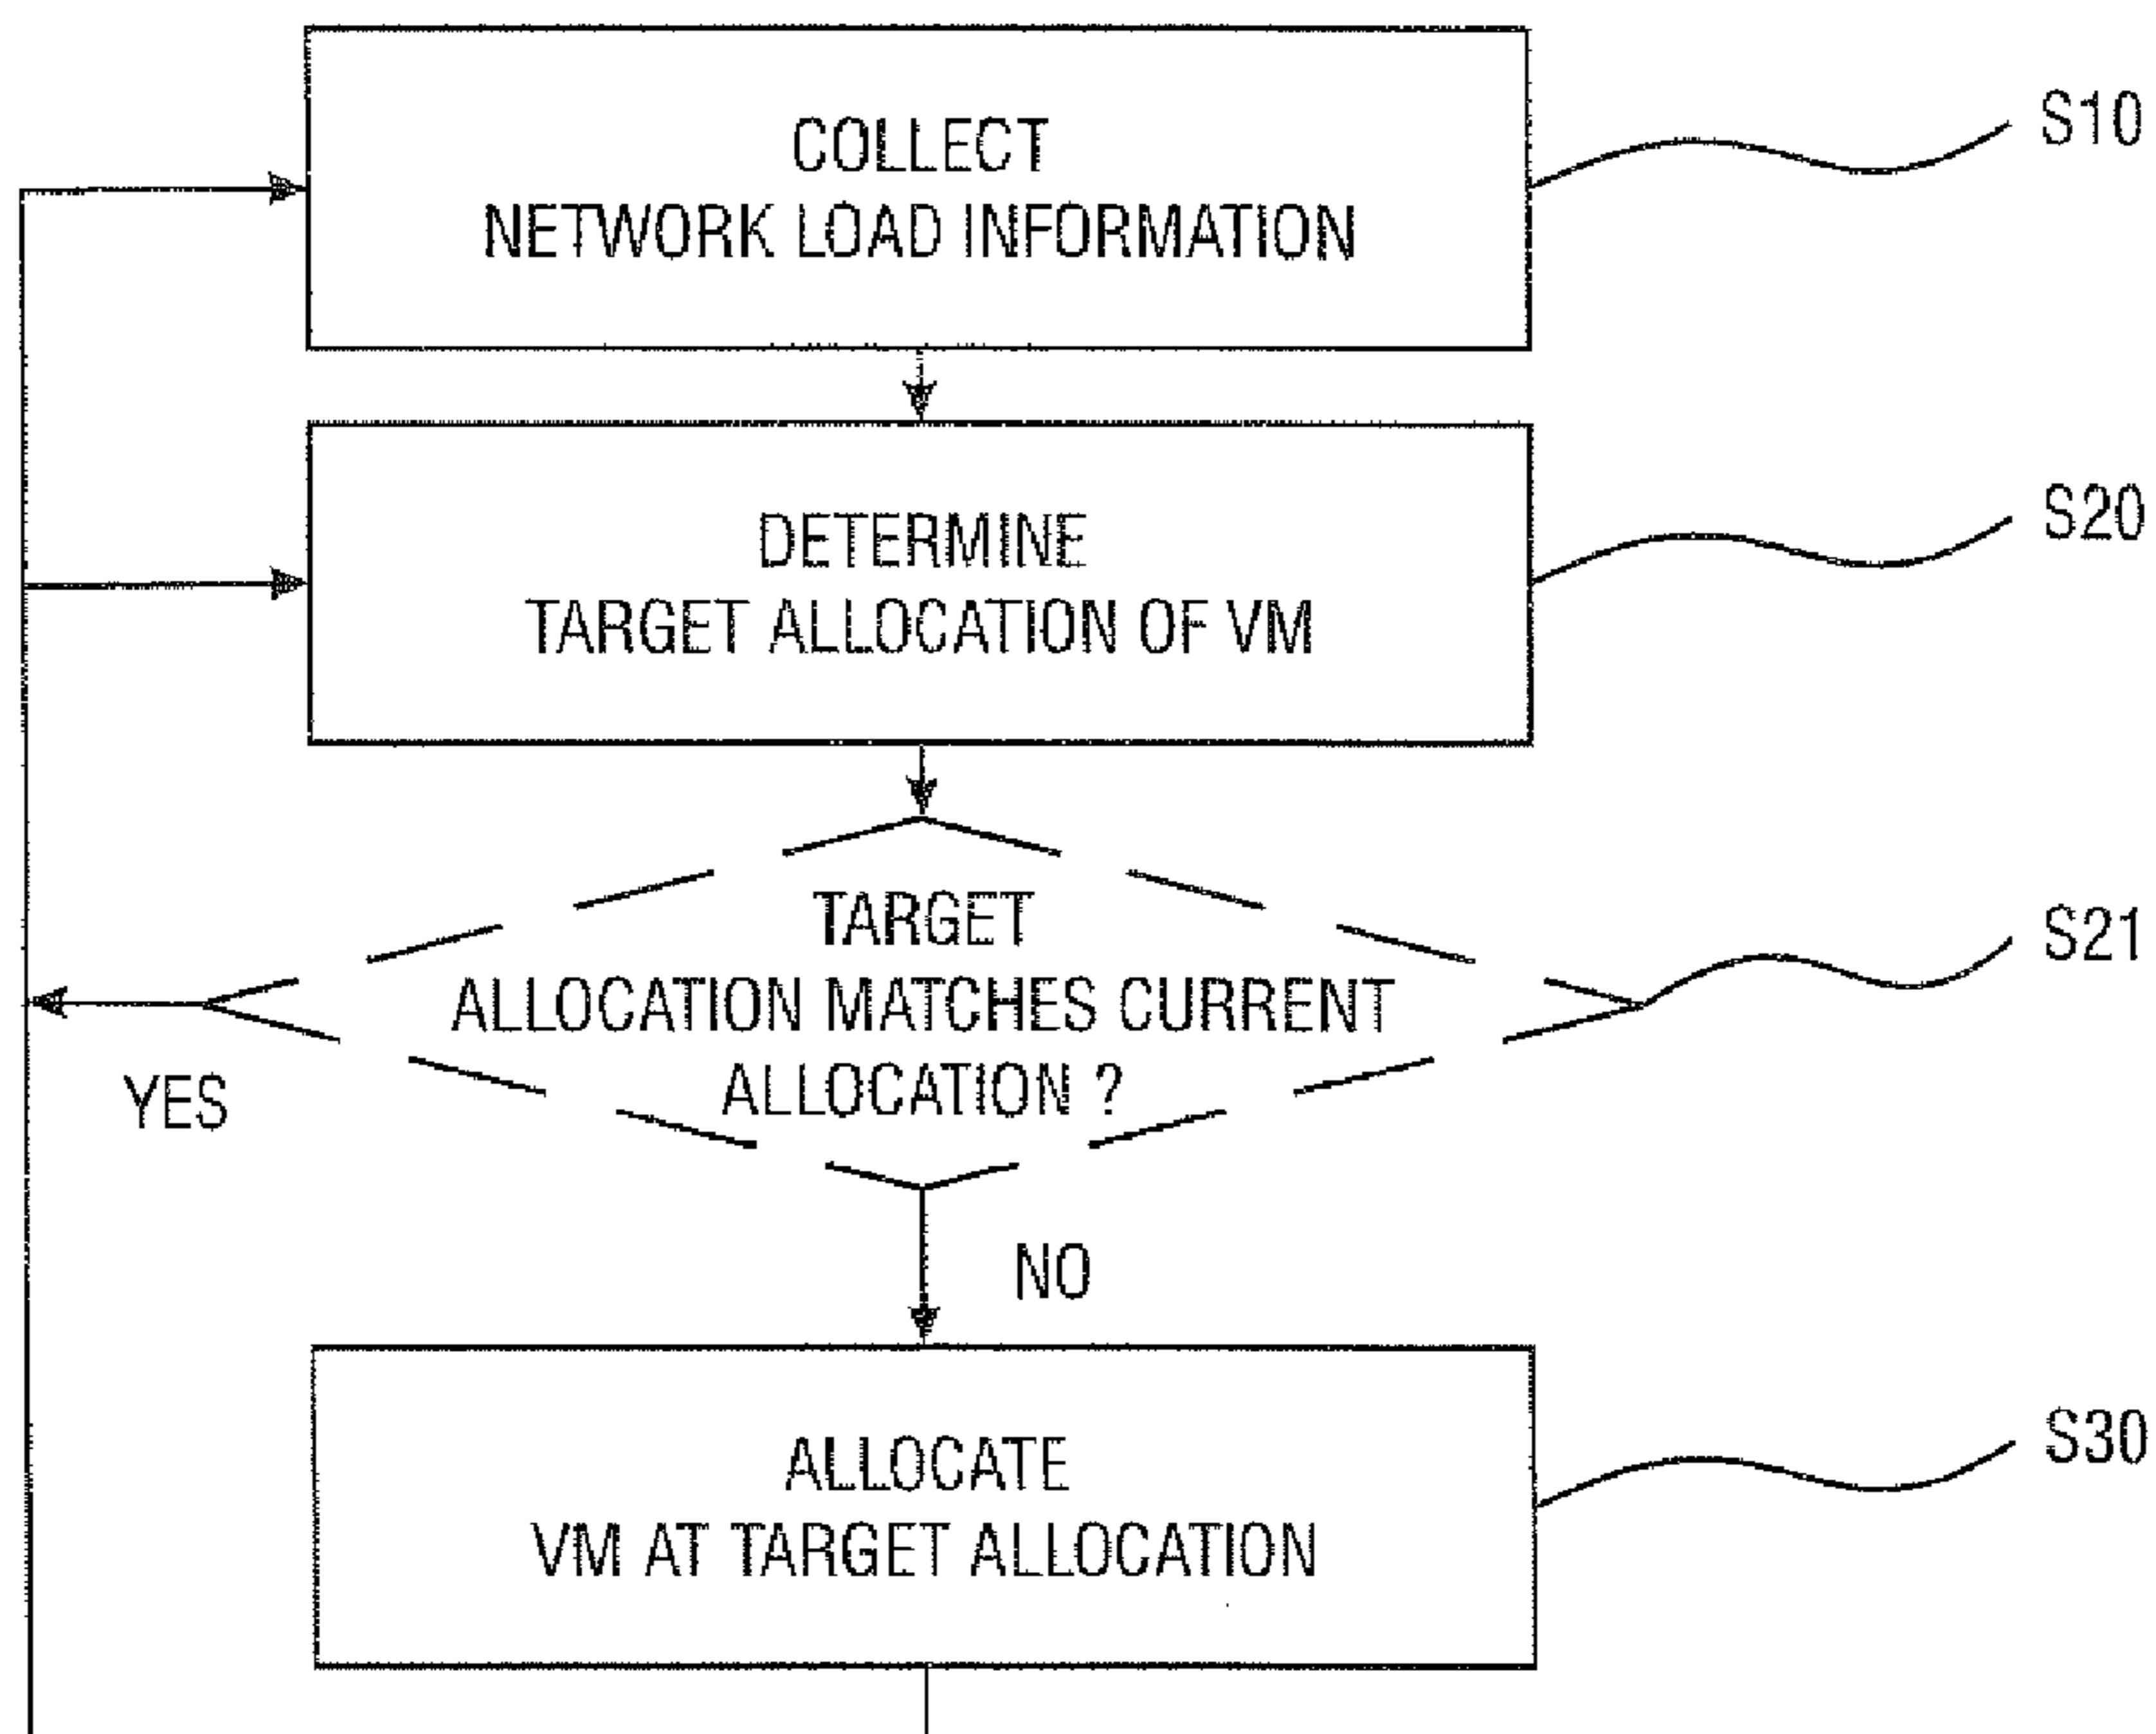 COLLECT
NETWORK LOAD INFORMATION
S10
DETERMINE
TARGET ALLOCATION OF VM
S20
TARGET
ALLOCATION MATCHES CURRENT
ALLOCATION ?
S21
YES
NO
ALLOCATE
VM AT TARGET ALLOCATION
S30